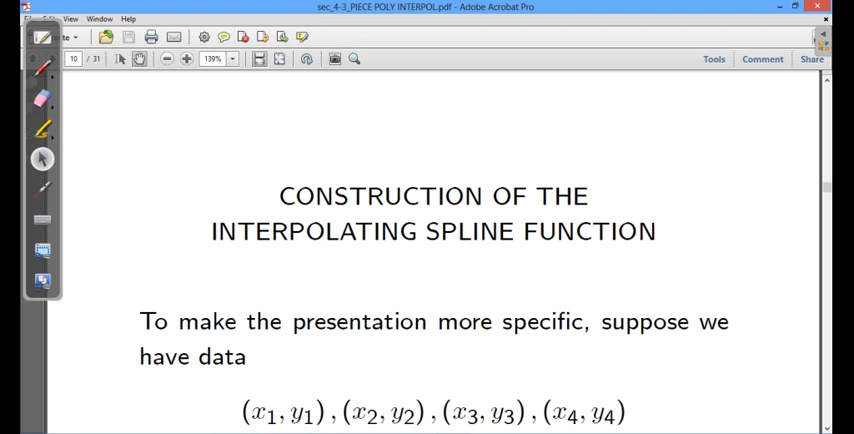 sec_4-3_PIECE POLY INTERPOL.pdf - Adobe Acrobat Pro
View Window Help
10 / 31 139% Tools Comment Share
CONSTRUCTION OF THE
INTERPOLATING SPLINE FUNCTION
To make the presentation more specific, suppose we
have data
(x₁, y₁) , (x₂, y₂) , (x₃, y₃) , (x₄, y₄)